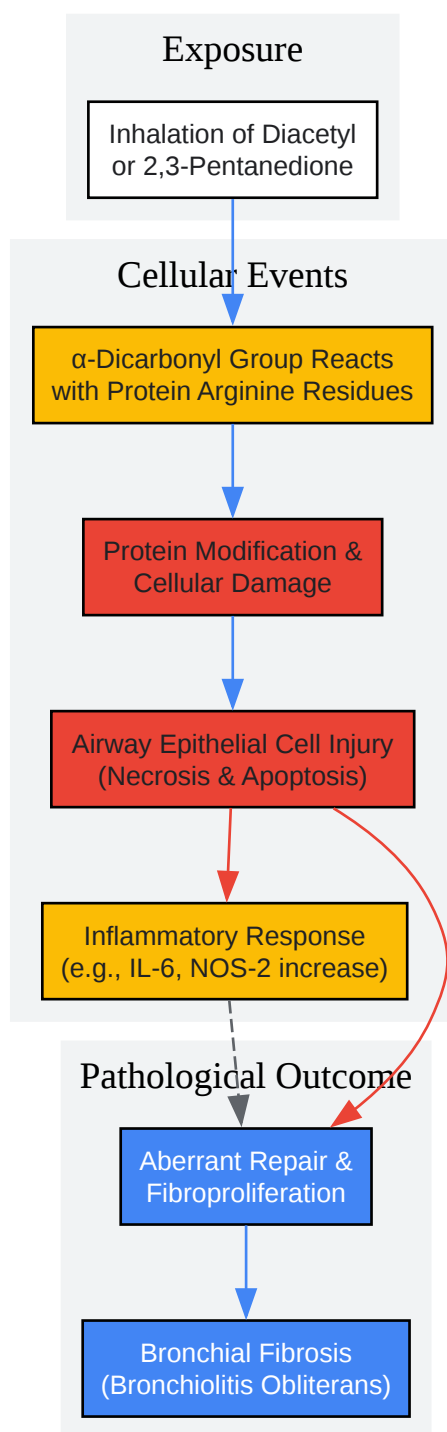 Exposure
Inhalation of Diacetyl
or 2,3-Pentanedione
Cellular Events
α-Dicarbonyl Group Reacts
with Protein Arginine Residues
Protein Modification &
Cellular Damage
Airway Epithelial Cell Injury
(Necrosis & Apoptosis)
Inflammatory Response
(e.g., IL-6, NOS-2 increase)
Pathological Outcome
Aberrant Repair &
Fibroproliferation
Bronchial Fibrosis
(Bronchiolitis Obliterans)